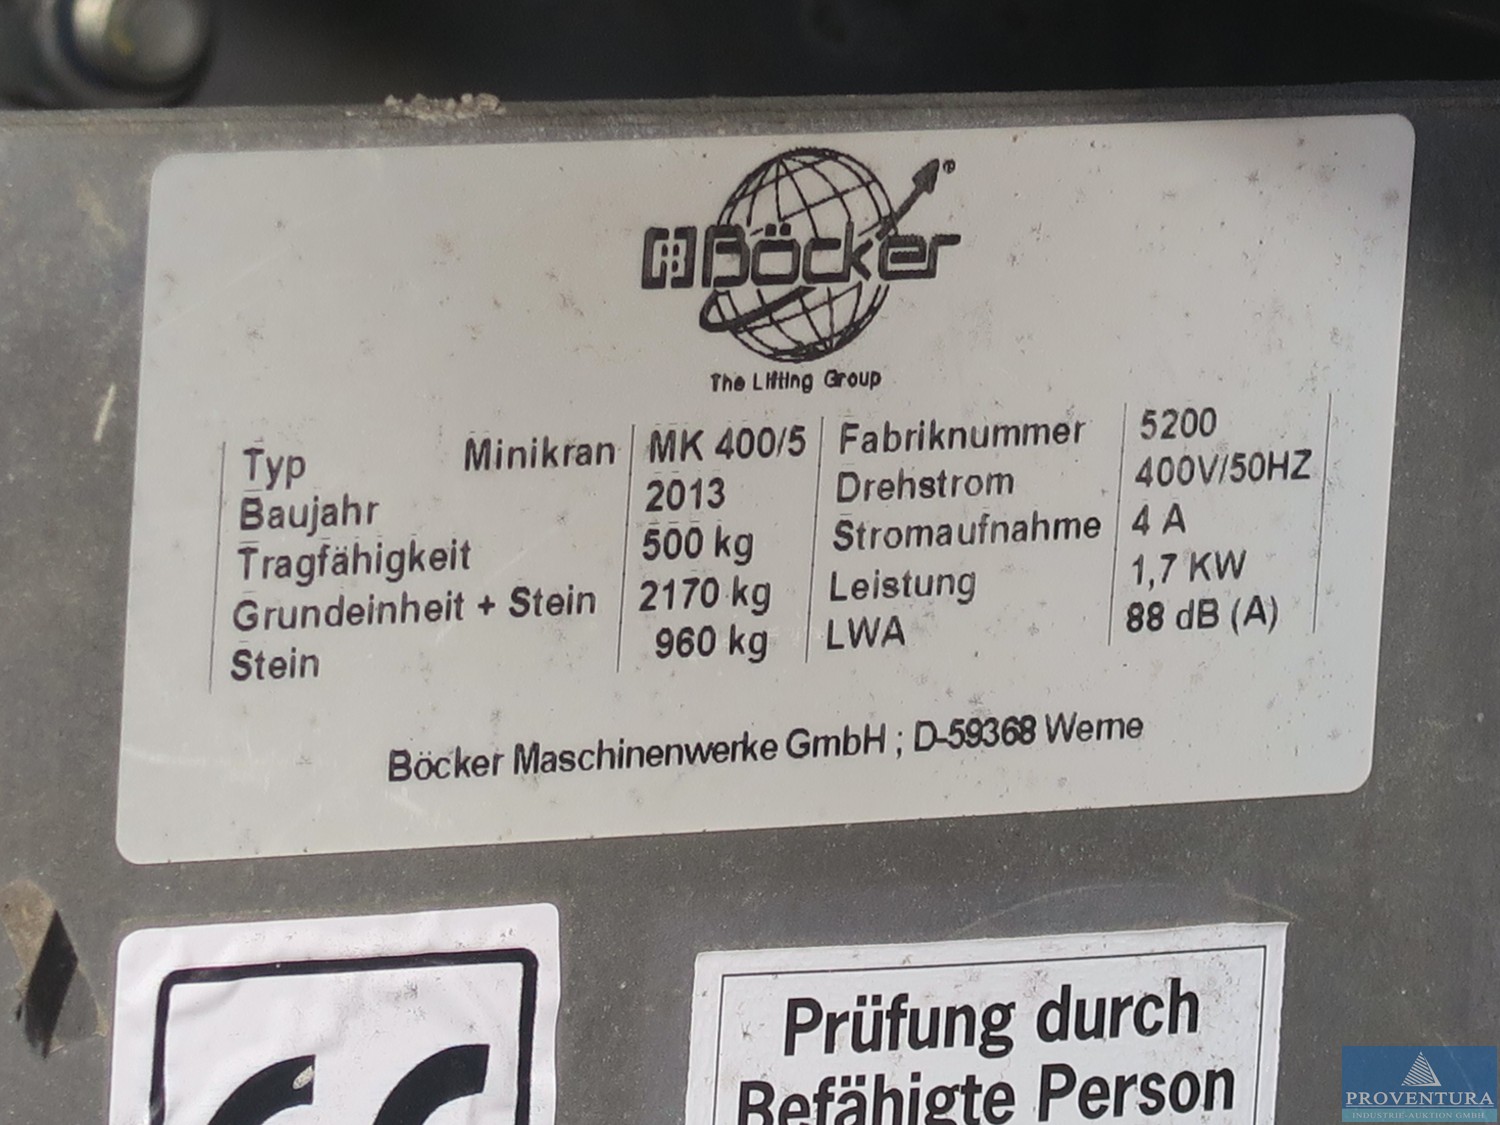 Böcker®
The Lifting Group
Typ Minikran MK 400/5 Fabriknummer 5200
Baujahr 2013 Drehstrom 400V/50HZ
Tragfähigkeit 500 kg Stromaufnahme 4 A
Grundeinheit + Stein 2170 kg Leistung 1,7 KW
Stein 960 kg LWA 88 dB (A)
Böcker Maschinenwerke GmbH ; D-59368 Werne
CE
Prüfung durch
Befähigte Person
PROVENTURA
INDUSTRIE-AUKTION GMBH